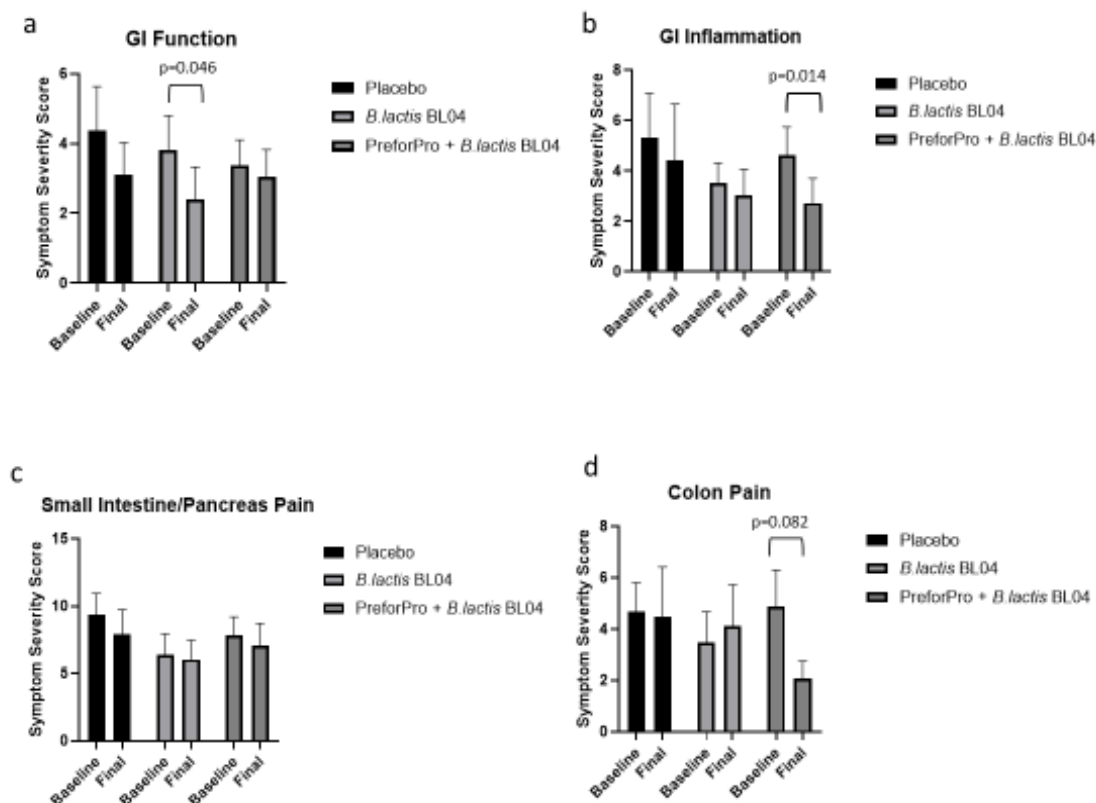 a
GI Function
p=0.046
Symptom Severity Score
6
4
2
0
Baseline
Final
Baseline
Final
Baseline
Final
Placebo
B.lactis BL04
PreforPro + B.lactis BL04
b
GI Inflammation
p=0.014
Symptom Severity Score
8
6
4
2
0
Baseline
Final
Baseline
Final
Baseline
Final
Placebo
B.lactis BL04
PreforPro + B.lactis BL04
c
Small Intestine/Pancreas Pain
Symptom Severity Score
15
10
5
0
Baseline
Final
Baseline
Final
Baseline
Final
Placebo
B.lactis BL04
PreforPro + B.lactis BL04
d
Colon Pain
p=0.082
Symptom Severity Score
8
6
4
2
0
Baseline
Final
Baseline
Final
Baseline
Final
Placebo
B.lactis BL04
PreforPro + B.lactis BL04